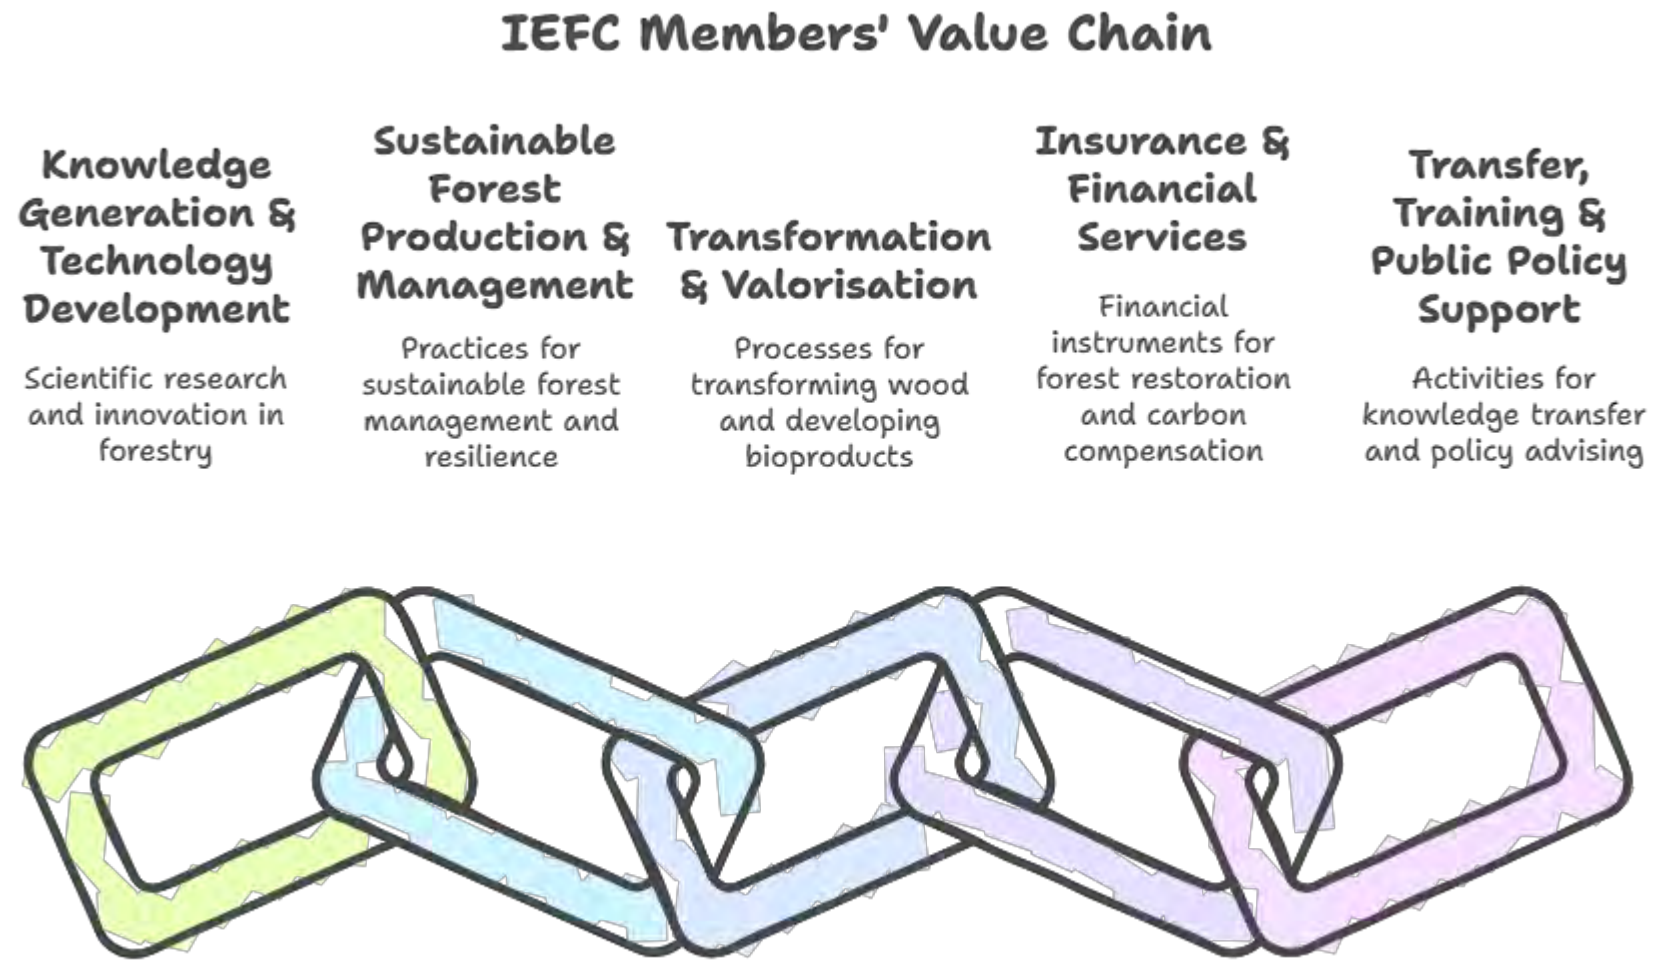 IEFC Members' Value Chain
Knowledge
Generation &
Technology
Development
Scientific research
and innovation in
forestry
Sustainable
Forest
Production &
Management
Practices for
sustainable forest
management and
resilience
Transformation
& Valorisation
Processes for
transforming wood
and developing
bioproducts
Insurance &
Financial
Services
Financial
instruments for
forest restoration
and carbon
compensation
Transfer,
Training &
Public Policy
Support
Activities for
knowledge transfer
and policy advising